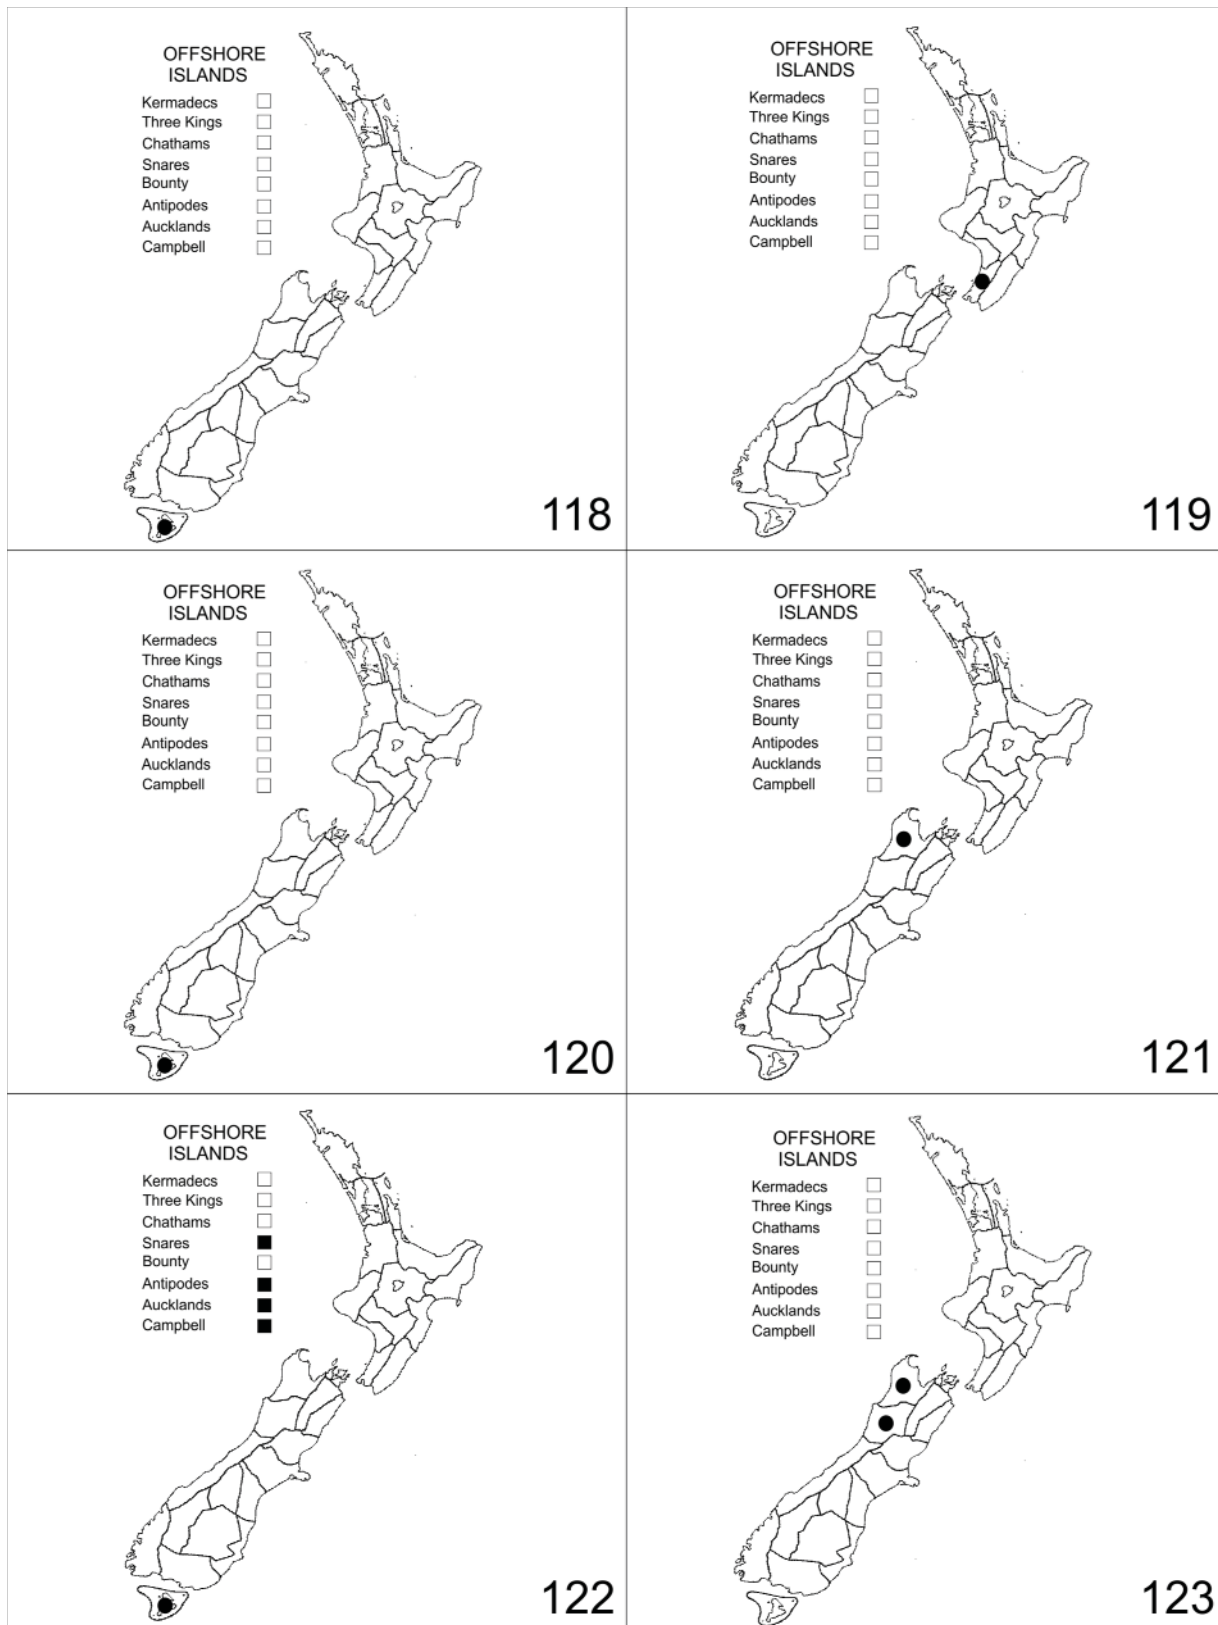 OFFSHORE
ISLANDS
Kermadecs
Three Kings
Chathams
Snares
Bounty
Antipodes
Aucklands
Campbell
118
OFFSHORE
ISLANDS
Kermadecs
Three Kings
Chathams
Snares
Bounty
Antipodes
Aucklands
Campbell
119
OFFSHORE
ISLANDS
Kermadecs
Three Kings
Chathams
Snares
Bounty
Antipodes
Aucklands
Campbell
120
OFFSHORE
ISLANDS
Kermadecs
Three Kings
Chathams
Snares
Bounty
Antipodes
Aucklands
Campbell
121
OFFSHORE
ISLANDS
Kermadecs
Three Kings
Chathams
Snares
Bounty
Antipodes
Aucklands
Campbell
122
OFFSHORE
ISLANDS
Kermadecs
Three Kings
Chathams
Snares
Bounty
Antipodes
Aucklands
Campbell
123